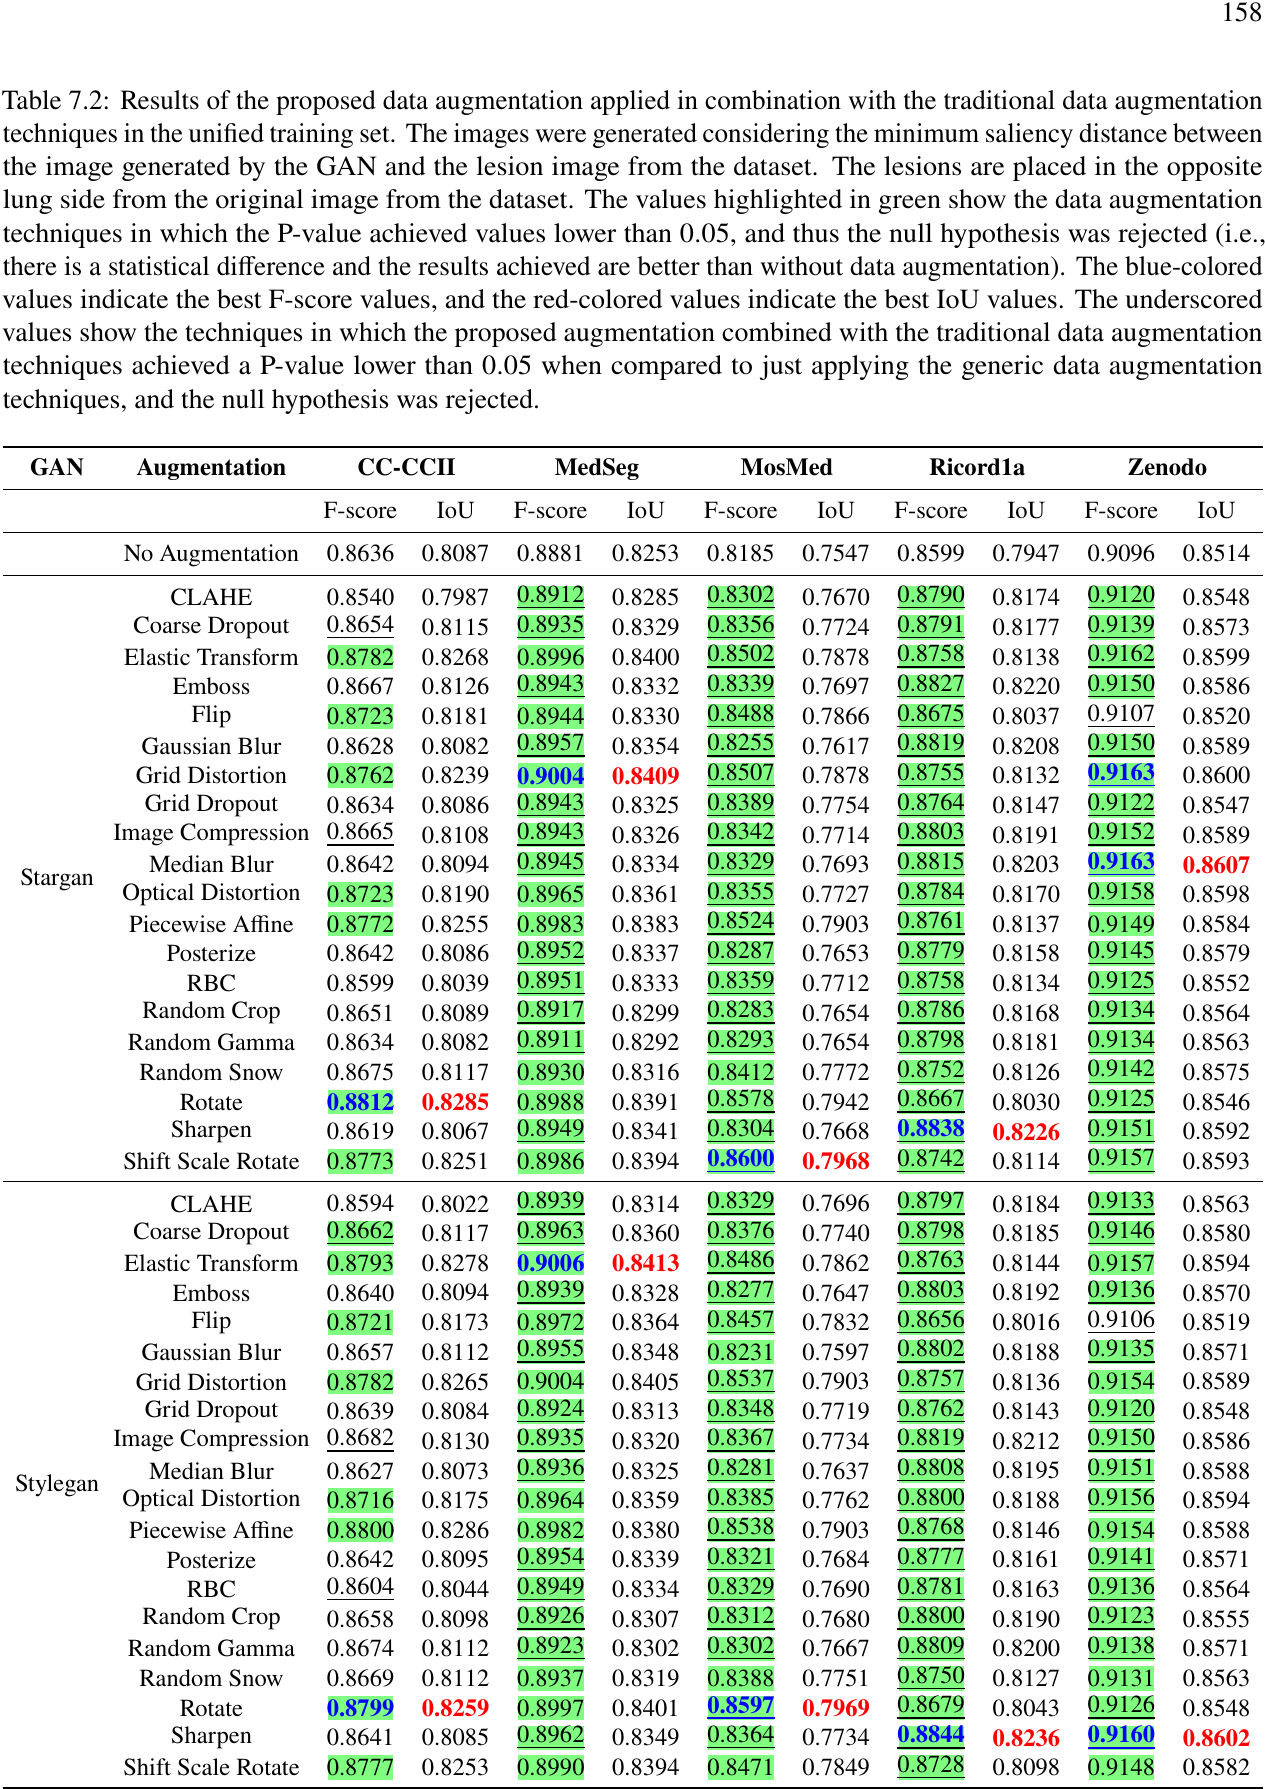 158
Table 7.2: Results of the proposed data augmentation applied in combination with the traditional data augmentation
techniques in the unified training set. The images were generated considering the minimum saliency distance between
the image generated by the GAN and the lesion image from the dataset. The lesions are placed in the opposite
lung side from the original image from the dataset. The values highlighted in green show the data augmentation
techniques in which the P-value achieved values lower than 0.05, and thus the null hypothesis was rejected (i.e.,
there is a statistical difference and the results achieved are better than without data augmentation). The blue-colored
values indicate the best F-score values, and the red-colored values indicate the best IoU values. The underscored
values show the techniques in which the proposed augmentation combined with the traditional data augmentation
techniques achieved a P-value lower than 0.05 when compared to just applying the generic data augmentation
techniques, and the null hypothesis was rejected.
GAN Augmentation CC-CCII MedSeg MosMed Ricord1a Zenodo
F-score IoU F-score IoU F-score IoU F-score IoU F-score IoU
No Augmentation 0.8636 0.8087 0.8881 0.8253 0.8185 0.7547 0.8599 0.7947 0.9096 0.8514
CLAHE 0.8540 0.7987 0.8912 0.8285 0.8302 0.7670 0.8790 0.8174 0.9120 0.8548
Coarse Dropout 0.8654 0.8115 0.8935 0.8329 0.8356 0.7724 0.8791 0.8177 0.9139 0.8573
Elastic Transform 0.8782 0.8268 0.8996 0.8400 0.8502 0.7878 0.8758 0.8138 0.9162 0.8599
Emboss 0.8667 0.8126 0.8943 0.8332 0.8339 0.7697 0.8827 0.8220 0.9150 0.8586
Flip 0.8723 0.8181 0.8944 0.8330 0.8488 0.7866 0.8675 0.8037 0.9107 0.8520
Gaussian Blur 0.8628 0.8082 0.8957 0.8354 0.8255 0.7617 0.8819 0.8208 0.9150 0.8589
Grid Distortion 0.8762 0.8239 0.9004 0.8409 0.8507 0.7878 0.8755 0.8132 0.9163 0.8600
Grid Dropout 0.8634 0.8086 0.8943 0.8325 0.8389 0.7754 0.8764 0.8147 0.9122 0.8547
Image Compression 0.8665 0.8108 0.8943 0.8326 0.8342 0.7714 0.8803 0.8191 0.9152 0.8589
Stargan Median Blur 0.8642 0.8094 0.8945 0.8334 0.8329 0.7693 0.8815 0.8203 0.9163 0.8607
Optical Distortion 0.8723 0.8190 0.8965 0.8361 0.8355 0.7727 0.8784 0.8170 0.9158 0.8598
Piecewise Affine 0.8772 0.8255 0.8983 0.8383 0.8524 0.7903 0.8761 0.8137 0.9149 0.8584
Posterize 0.8642 0.8086 0.8952 0.8337 0.8287 0.7653 0.8779 0.8158 0.9145 0.8579
RBC 0.8599 0.8039 0.8951 0.8333 0.8359 0.7712 0.8758 0.8134 0.9125 0.8552
Random Crop 0.8651 0.8089 0.8917 0.8299 0.8283 0.7654 0.8786 0.8168 0.9134 0.8564
Random Gamma 0.8634 0.8082 0.8911 0.8292 0.8293 0.7654 0.8798 0.8181 0.9134 0.8563
Random Snow 0.8675 0.8117 0.8930 0.8316 0.8412 0.7772 0.8752 0.8126 0.9142 0.8575
Rotate 0.8812 0.8285 0.8988 0.8391 0.8578 0.7942 0.8667 0.8030 0.9125 0.8546
Sharpen 0.8619 0.8067 0.8949 0.8341 0.8304 0.7668 0.8838 0.8226 0.9151 0.8592
Shift Scale Rotate 0.8773 0.8251 0.8986 0.8394 0.8600 0.7968 0.8742 0.8114 0.9157 0.8593
CLAHE 0.8594 0.8022 0.8939 0.8314 0.8329 0.7696 0.8797 0.8184 0.9133 0.8563
Coarse Dropout 0.8662 0.8117 0.8963 0.8360 0.8376 0.7740 0.8798 0.8185 0.9146 0.8580
Elastic Transform 0.8793 0.8278 0.9006 0.8413 0.8486 0.7862 0.8763 0.8144 0.9157 0.8594
Emboss 0.8640 0.8094 0.8939 0.8328 0.8277 0.7647 0.8803 0.8192 0.9136 0.8570
Flip 0.8721 0.8173 0.8972 0.8364 0.8457 0.7832 0.8656 0.8016 0.9106 0.8519
Gaussian Blur 0.8657 0.8112 0.8955 0.8348 0.8231 0.7597 0.8802 0.8188 0.9135 0.8571
Grid Distortion 0.8782 0.8265 0.9004 0.8405 0.8537 0.7903 0.8757 0.8136 0.9154 0.8589
Grid Dropout 0.8639 0.8084 0.8924 0.8313 0.8348 0.7719 0.8762 0.8143 0.9120 0.8548
Image Compression 0.8682 0.8130 0.8935 0.8320 0.8367 0.7734 0.8819 0.8212 0.9150 0.8586
Stylegan Median Blur 0.8627 0.8073 0.8936 0.8325 0.8281 0.7637 0.8808 0.8195 0.9151 0.8588
Optical Distortion 0.8716 0.8175 0.8964 0.8359 0.8385 0.7762 0.8800 0.8188 0.9156 0.8594
Piecewise Affine 0.8800 0.8286 0.8982 0.8380 0.8538 0.7903 0.8768 0.8146 0.9154 0.8588
Posterize 0.8642 0.8095 0.8954 0.8339 0.8321 0.7684 0.8777 0.8161 0.9141 0.8571
RBC 0.8604 0.8044 0.8949 0.8334 0.8329 0.7690 0.8781 0.8163 0.9136 0.8564
Random Crop 0.8658 0.8098 0.8926 0.8307 0.8312 0.7680 0.8800 0.8190 0.9123 0.8555
Random Gamma 0.8674 0.8112 0.8923 0.8302 0.8302 0.7667 0.8809 0.8200 0.9138 0.8571
Random Snow 0.8669 0.8112 0.8937 0.8319 0.8388 0.7751 0.8750 0.8127 0.9131 0.8563
Rotate 0.8799 0.8259 0.8997 0.8401 0.8597 0.7969 0.8679 0.8043 0.9126 0.8548
Sharpen 0.8641 0.8085 0.8962 0.8349 0.8364 0.7734 0.8844 0.8236 0.9160 0.8602
Shift Scale Rotate 0.8777 0.8253 0.8990 0.8394 0.8471 0.7849 0.8728 0.8098 0.9148 0.8582